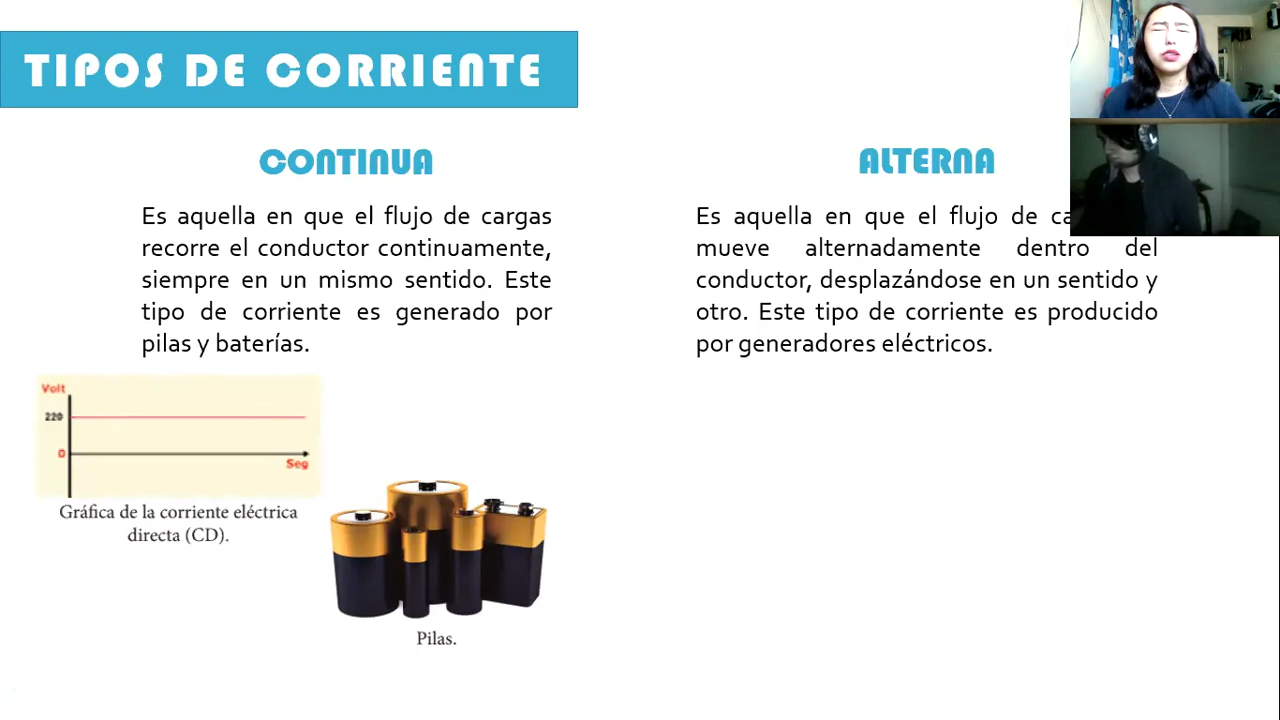 TIPOS DE CORRIENTE
CONTINUA
Es aquella en que el flujo de cargas
recorre el conductor continuamente,
siempre en un mismo sentido. Este
tipo de corriente es generado por
pilas y baterías.
Volt
220
0
Seg
Gráfica de la corriente eléctrica
directa (CD).
Pilas.
ALTERNA
Es aquella en que el flujo de
mueve alternadamente dentro del
conductor, desplazándose en un sentido y
otro. Este tipo de corriente es producido
por generadores eléctricos.